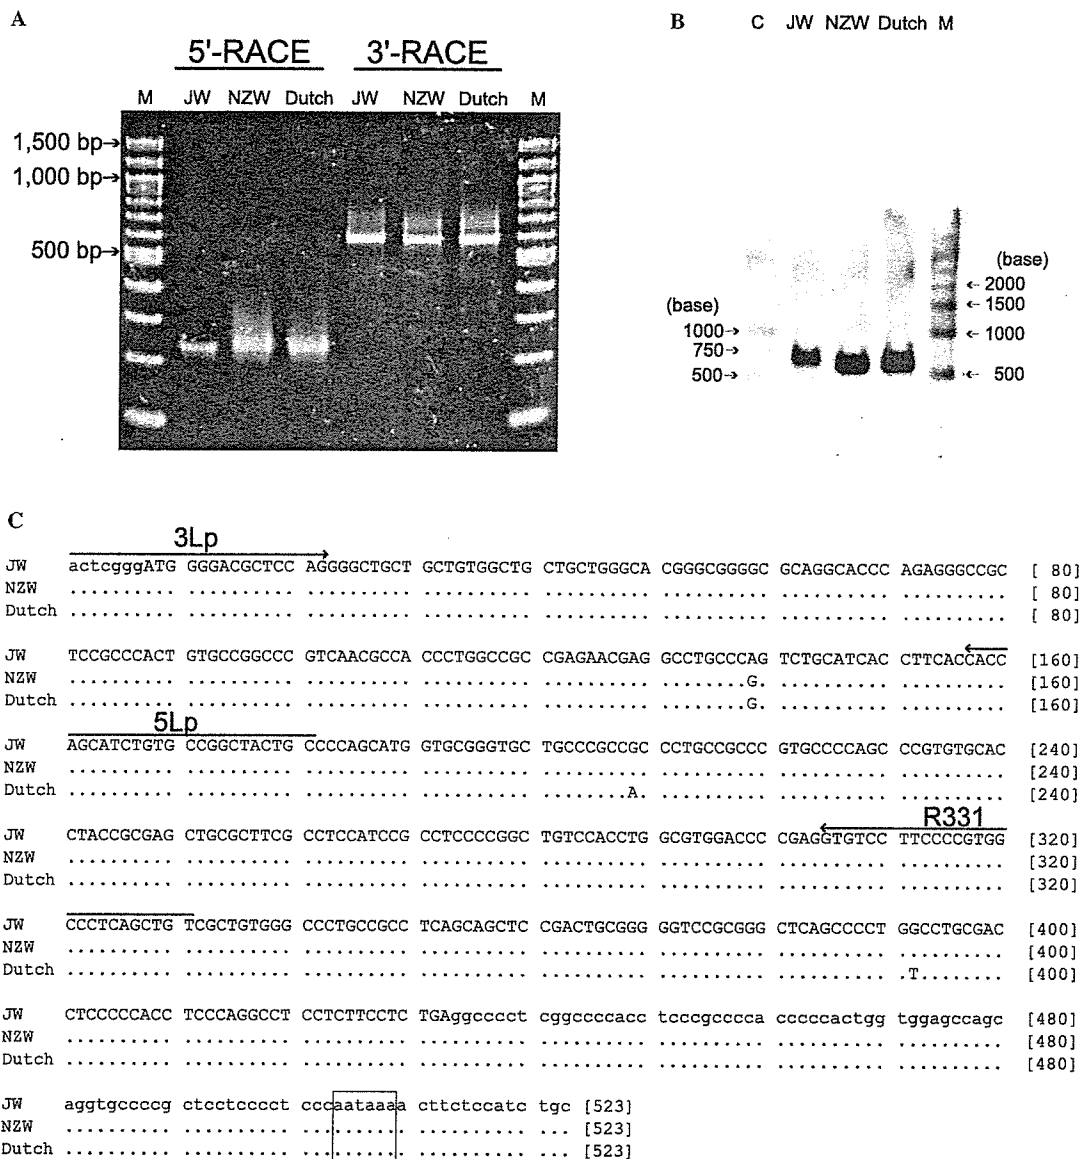 A
5'-RACE 3'-RACE
M JW NZW Dutch JW NZW Dutch M
1,500 bp→
1,000 bp→
500 bp→
B C JW NZW Dutch M
(base)
1000→
750→
500→
(base)
←2000
←1500
←1000
←500
C
3Lp
JW actcgggATG GGGACGCTCC AGGGGCTGCT GCTGTGGCTG CTGCTGGGCA CGGGCGGGGC GCAGGCACCC AGAGGGCCGC [ 80]
NZW .......... .......... .......... .......... .......... .......... .......... .......... [ 80]
Dutch .......... .......... .......... .......... .......... .......... .......... .......... [ 80]
JW TCCGCCCACT GTGCCGGCCC GTCAACGCCA CCCTGGCCGC CGAGAACGAG GCCTGCCCAG TCTGCATCAC CTTCACCACC [160]
NZW .......... .......... .......... .......... .......... ........G. .......... .......... [160]
Dutch .......... .......... .......... .......... .......... ........G. .......... .......... [160]
5Lp
JW AGCATCTGTG CCGGCTACTG CCCCAGCATG GTGCGGGTGC TGCCCGCCGC CCTGCCGCCC GTGCCCCAGC CCGTGTGCAC [240]
NZW .......... .......... .......... .......... .......... .......... .......... .......... [240]
Dutch .......... .......... .......... .......... ........A. .......... .......... .......... [240]
R331
JW CTACCGCGAG CTGCGCTTCG CCTCCATCCG CCTCCCCGGC TGTCCACCTG GCGTGGACCC CGAGGTGTCC TTCCCCGTGG [320]
NZW .......... .......... .......... .......... .......... .......... .......... .......... [320]
Dutch .......... .......... .......... .......... .......... .......... .......... .......... [320]
JW CCCTCAGCTG TCGCTGTGGG CCCTGCCGCC TCAGCAGCTC CGACTGCGGG GGTCCGCGGG CTCAGCCCCT GGCCTGCGAC [400]
NZW .......... .......... .......... .......... .......... .......... .......... .......... [400]
Dutch .......... .......... .......... .......... .......... .......... .......... .T........ [400]
JW CTCCCCCACC TCCCAGGCCT CCTCTTCCTC TGAggcccct cggccccacc tcccgcccca cccccactgg tggagccagc [480]
NZW .......... .......... .......... .......... .......... .......... .......... .......... [480]
Dutch .......... .......... .......... .......... .......... .......... .......... .......... [480]
JW aggtgccccg ctcctcccct cccaataaaa cttctccatc tgc [523]
NZW .......... .......... .......... .......... ... [523]
Dutch .......... .......... .......... .......... ... [523]